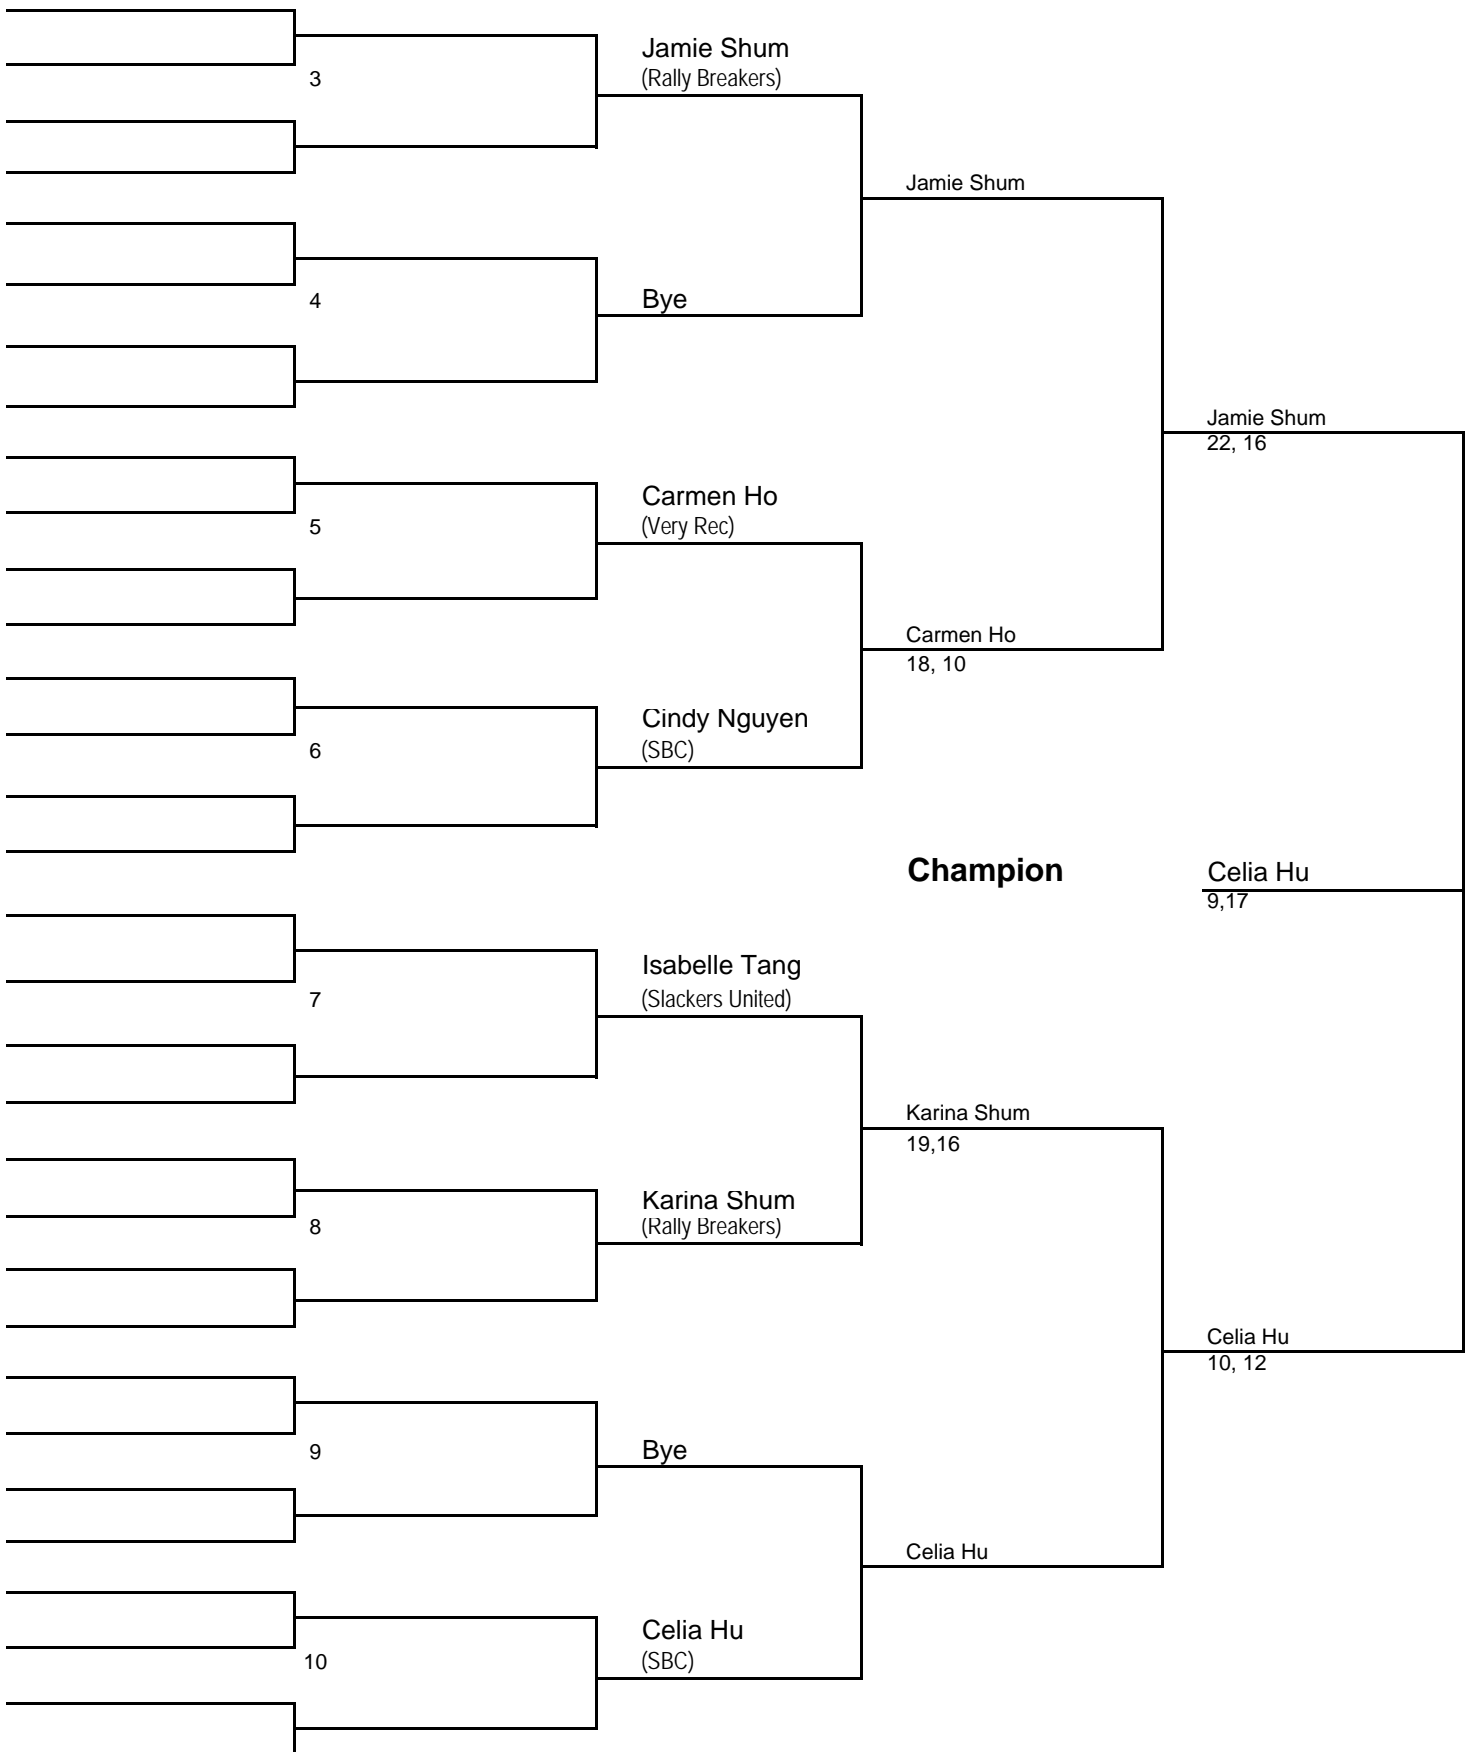 3
Jamie Shum
(Rally Breakers)
Jamie Shum
4
Bye
Jamie Shum
22, 16
5
Carmen Ho
(Very Rec)
Carmen Ho
18, 10
6
Cindy Nguyen
(SBC)
Champion
Celia Hu
9,17
7
Isabelle Tang
(Slackers United)
Karina Shum
19,16
8
Karina Shum
(Rally Breakers)
Celia Hu
10, 12
9
Bye
Celia Hu
10
Celia Hu
(SBC)